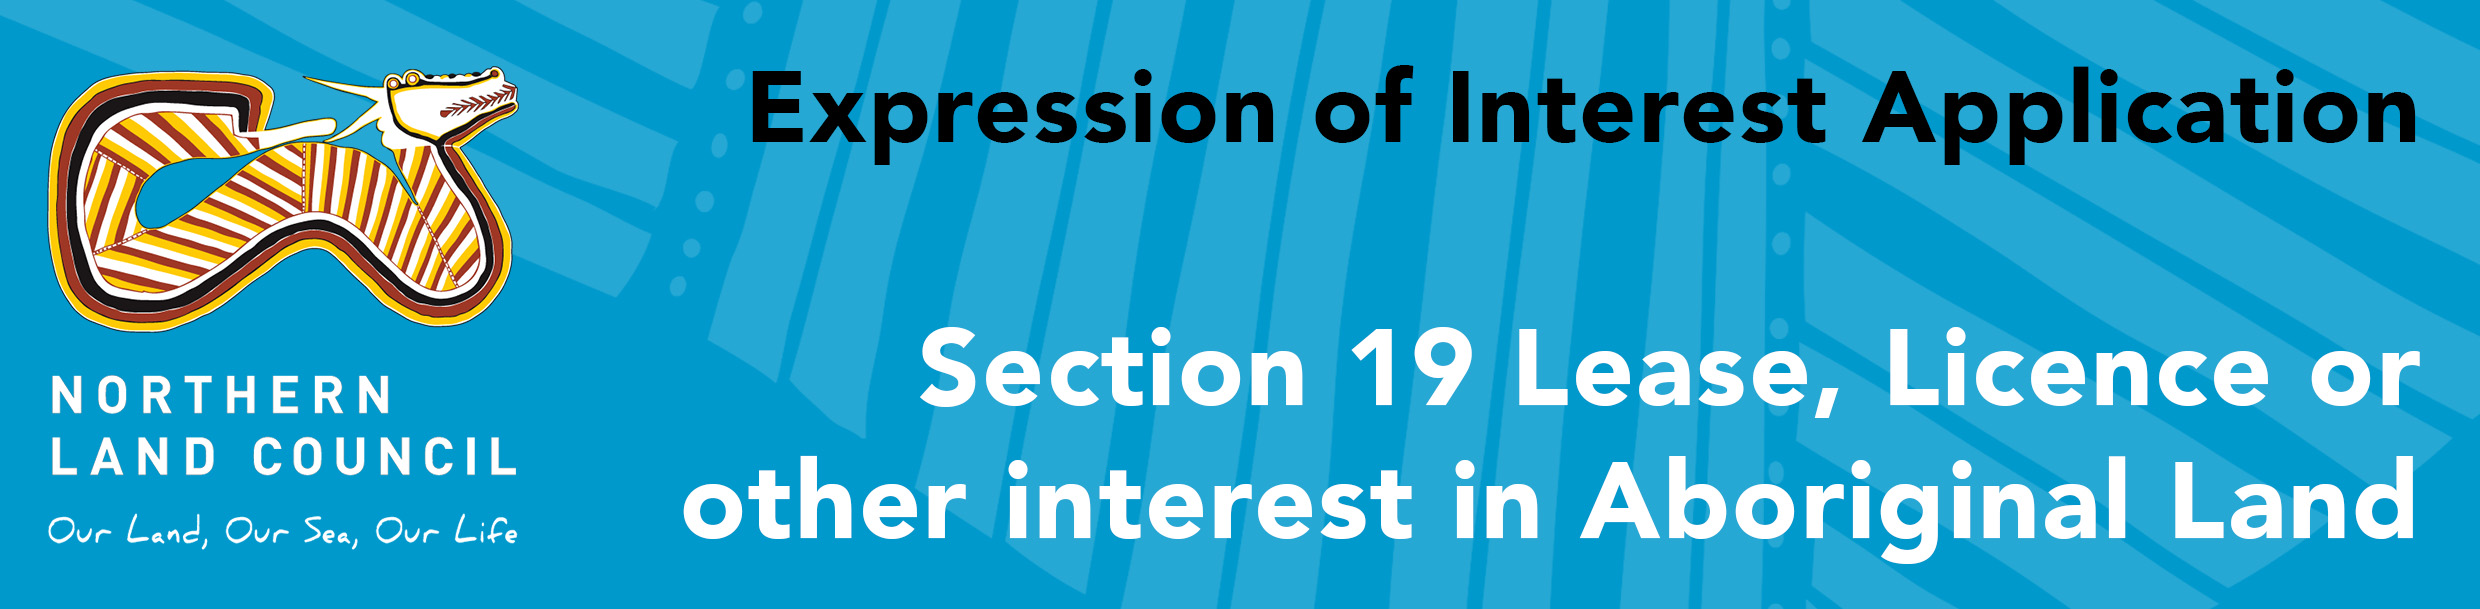 Expression of Interest Application
Section 19 Lease, Licence or
other interest in Aboriginal Land
NORTHERN
LAND COUNCIL
Our Land, Our Sea, Our Life